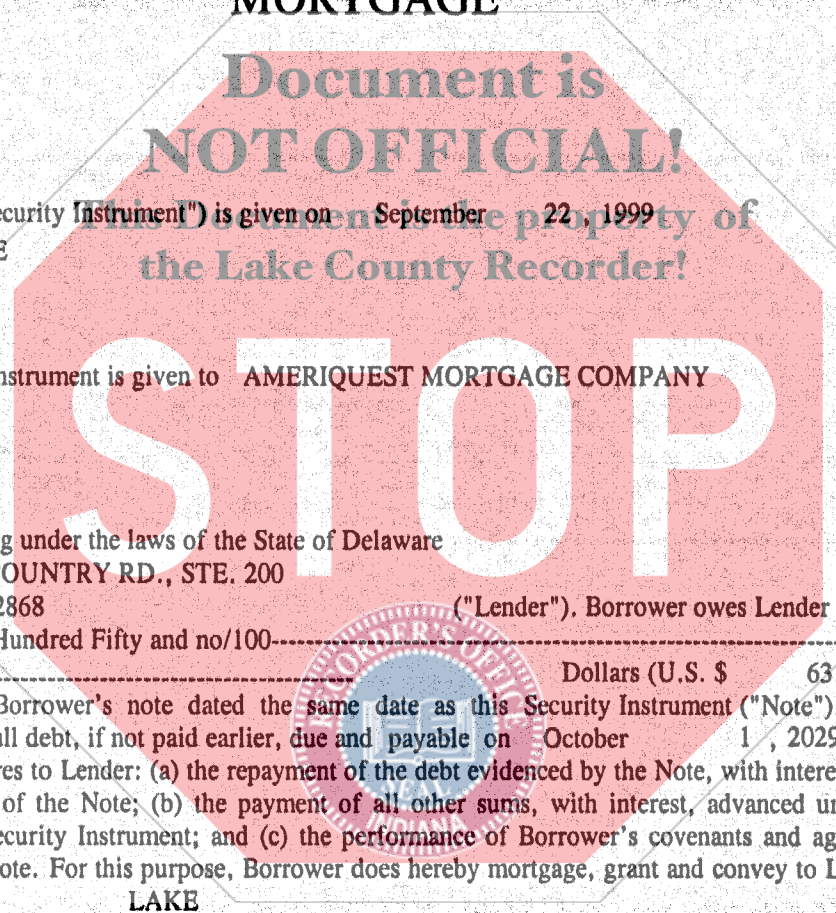 MORTGAGE
Document is
NOT OFFICIAL!
ecurity Instrument") is given on September 22 , 1999
This Document is the property of
E
the Lake County Recorder!
nstrument is given to AMERIQUEST MORTGAGE COMPANY
STOP
g under the laws of the State of Delaware
OUNTRY RD., STE. 200
2868 ("Lender"). Borrower owes Lender
Hundred Fifty and no/100------------------------------------------------
------------------------------------------------ Dollars (U.S. $ 63
Borrower's note dated the same date as this Security Instrument ("Note")
ull debt, if not paid earlier, due and payable on October 1 , 2029
res to Lender: (a) the repayment of the debt evidenced by the Note, with intere
of the Note; (b) the payment of all other sums, with interest, advanced u
ecurity Instrument; and (c) the performance of Borrower's covenants and ag
ote. For this purpose, Borrower does hereby mortgage, grant and convey to L
LAKE
RECORDER'S OFFICE
SEAL
INDIANA